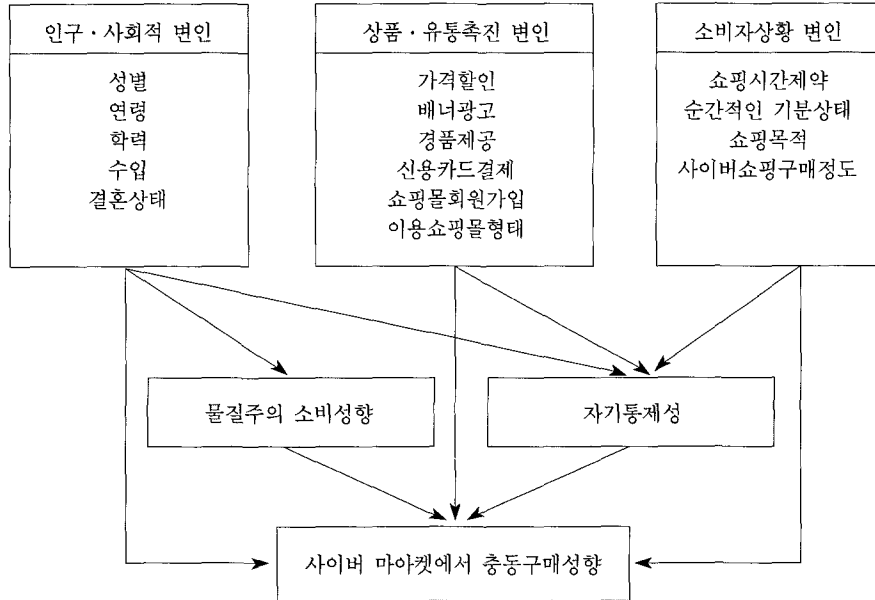 인구·사회적 변인
성별
연령
학력
수입
결혼상태
상품·유통촉진 변인
가격할인
배너광고
경품제공
신용카드결제
쇼핑몰회원가입
이용쇼핑몰형태
소비자상황 변인
쇼핑시간제약
순간적인 기분상태
쇼핑목적
사이버쇼핑구매정도
물질주의 소비성향
자기통제성
사이버 마아켓에서 충동구매성향